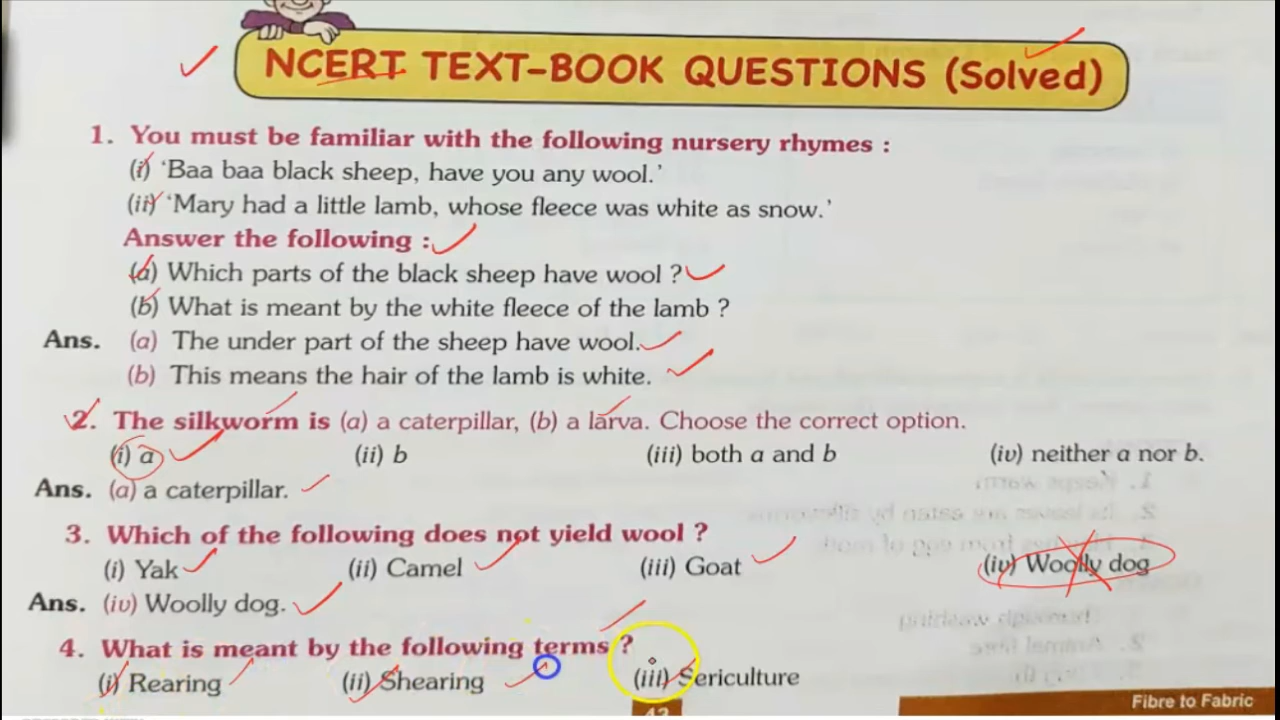 NCERT TEXT-BOOK QUESTIONS (Solved)
1. You must be familiar with the following nursery rhymes :
(i) 'Baa baa black sheep, have you any wool.'
(ii) 'Mary had a little lamb, whose fleece was white as snow.'
Answer the following :
(a) Which parts of the black sheep have wool ?
(b) What is meant by the white fleece of the lamb ?
Ans. (a) The under part of the sheep have wool.
(b) This means the hair of the lamb is white.
2. The silkworm is (a) a caterpillar, (b) a larva. Choose the correct option.
(i) a (ii) b (iii) both a and b (iv) neither a nor b.
Ans. (a) a caterpillar.
3. Which of the following does not yield wool ?
(i) Yak (ii) Camel (iii) Goat (iv) Woolly dog
Ans. (iv) Woolly dog.
4. What is meant by the following terms ?
(i) Rearing (ii) Shearing (iii) Sericulture
Fibre to Fabric